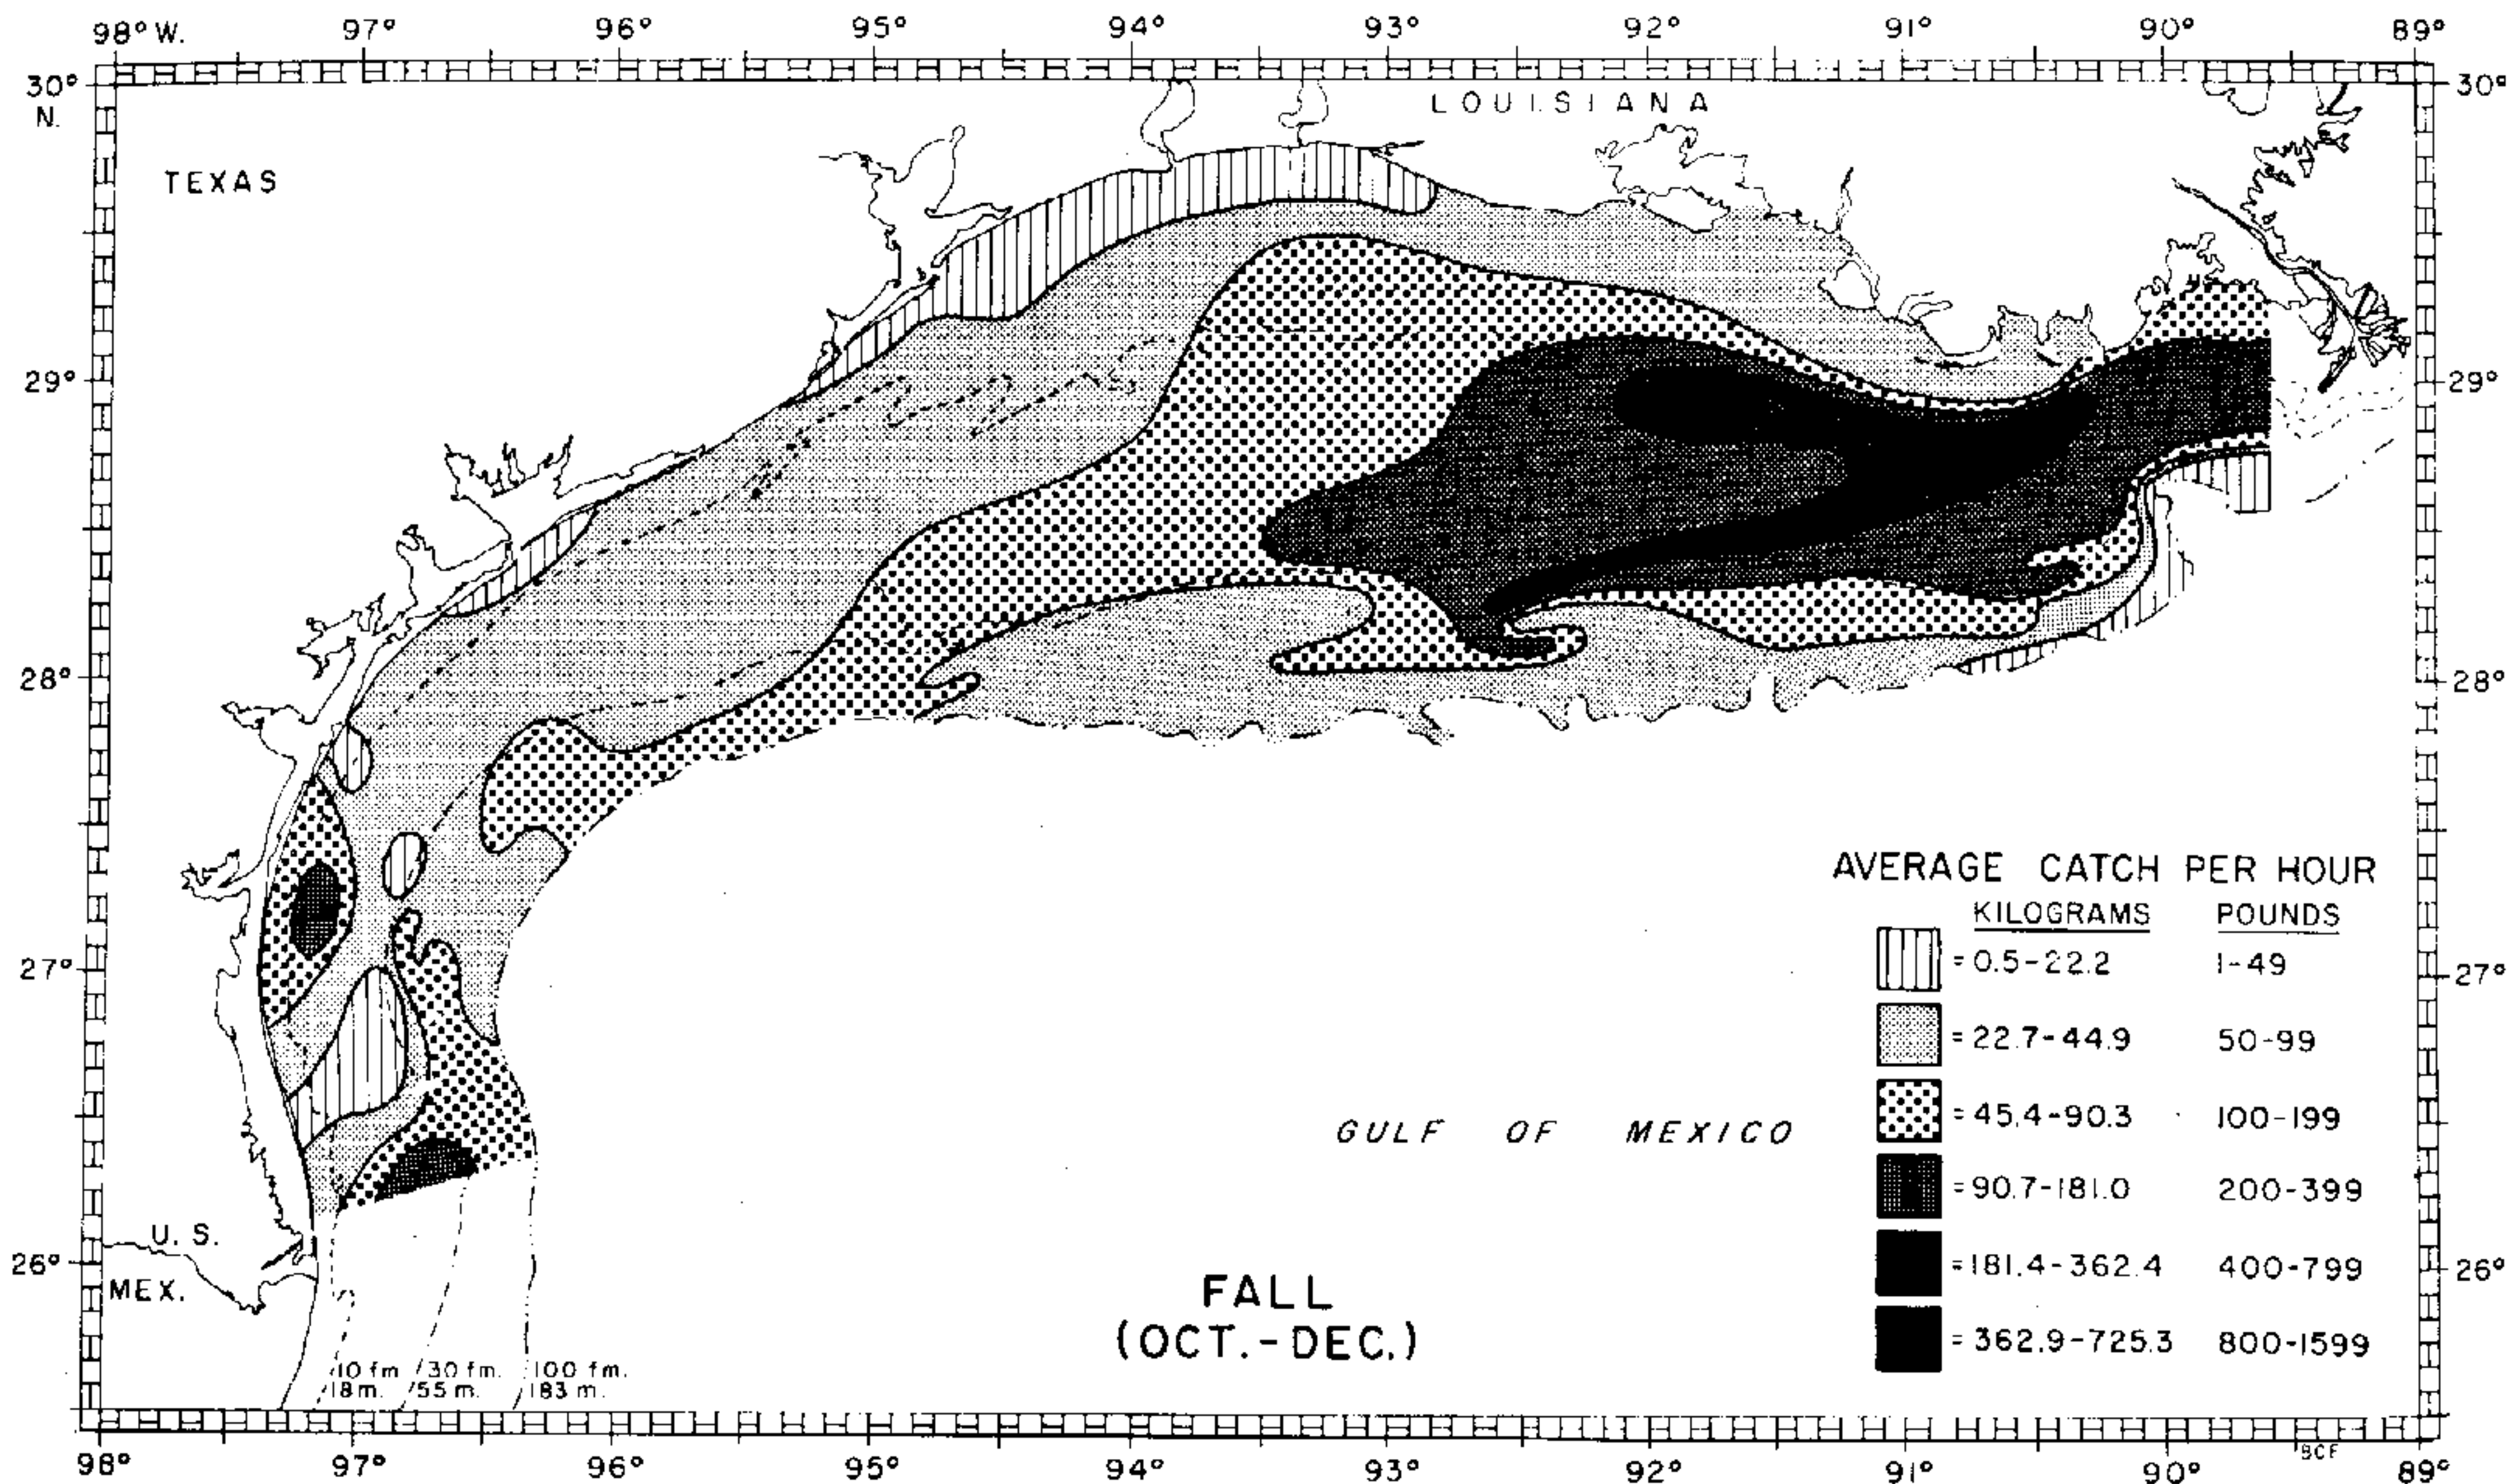 98° W. 97° 96° 95° 94° 93° 92° 91° 90° 89°
30° N. 30°
LOUISIANA
TEXAS
29° 29°
28° 28°
AVERAGE CATCH PER HOUR
KILOGRAMS POUNDS
= 0.5-22.2 1-49
27° 27°
= 22.7-44.9 50-99
GULF OF MEXICO
= 45.4-90.3 100-199
= 90.7-181.0 200-399
U. S.
26° 26°
MEX.
= 181.4-362.4 400-799
FALL
(OCT.-DEC.)
= 362.9-725.3 800-1599
10 fm 30 fm. 100 fm.
18 m. 55 m. 183 m.
BCF
98° 97° 96° 95° 94° 93° 92° 91° 90° 89°